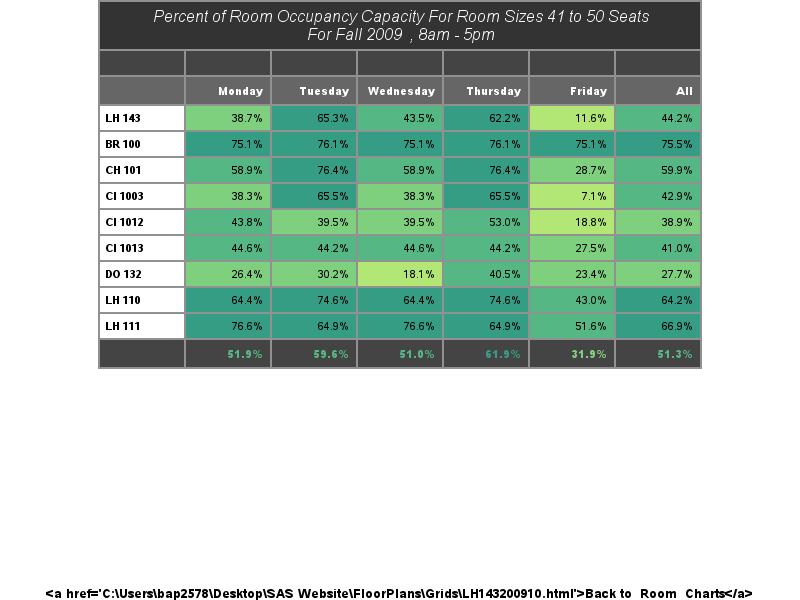 Percent of Room Occupancy Capacity For Room Sizes 41 to 50 Seats
For Fall 2009 , 8am - 5pm
Monday Tuesday Wednesday Thursday Friday All
LH 143 38.7% 65.3% 43.5% 62.2% 11.6% 44.2%
BR 100 75.1% 76.1% 75.1% 76.1% 75.1% 75.5%
CH 101 58.9% 76.4% 58.9% 76.4% 28.7% 59.9%
CI 1003 38.3% 65.5% 38.3% 65.5% 7.1% 42.9%
CI 1012 43.8% 39.5% 39.5% 53.0% 18.8% 38.9%
CI 1013 44.6% 44.2% 44.6% 44.2% 27.5% 41.0%
DO 132 26.4% 30.2% 18.1% 40.5% 23.4% 27.7%
LH 110 64.4% 74.6% 64.4% 74.6% 43.0% 64.2%
LH 111 76.6% 64.9% 76.6% 64.9% 51.6% 66.9%
51.9% 59.6% 51.0% 61.9% 31.9% 51.3%
<a href='C:\Users\bap2578\Desktop\SAS Website\FloorPlans\Grids\LH143200910.html'>Back to Room Charts</a>